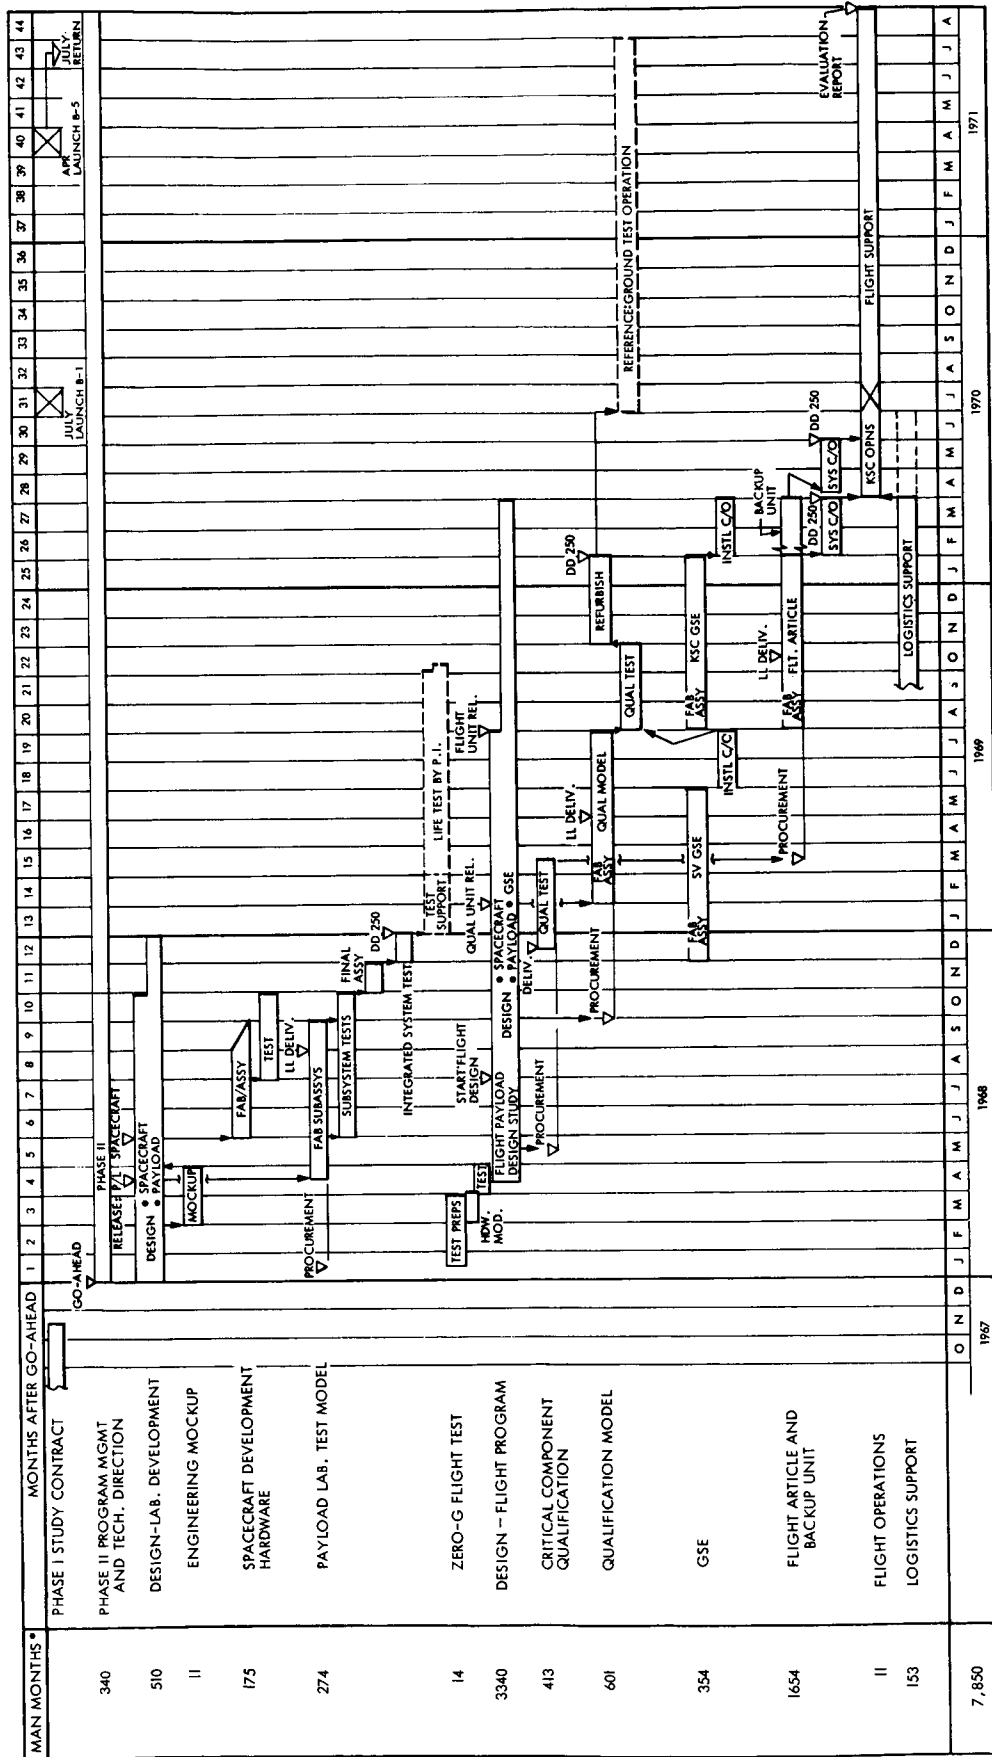 MAN MONTHS*
MONTHS AFTER GO-AHEAD
1 2 3 4 5 6 7 8 9 10 11 12 13 14 15 16 17 18 19 20 21 22 23 24 25 26 27 28 29 30 31 32 33 34 35 36 37 38 39 40 41 42 43 44
PHASE I STUDY CONTRACT
GO-AHEAD
JULY
LAUNCH B-1
APR
LAUNCH B-5
JULY
RETURN
340
PHASE II PROGRAM MGMT
AND TECH. DIRECTION
PHASE II
510
DESIGN-LAB. DEVELOPMENT
RELEASE: P/L SPACECRAFT
DESIGN • SPACECRAFT
• PAYLOAD
11
ENGINEERING MOCKUP
MOCKUP
175
SPACECRAFT DEVELOPMENT
HARDWARE
FAB/ASSY
TEST
274
PAYLOAD LAB. TEST MODEL
PROCUREMENT
LL DELIV.
FAB SUBASSYS
SUBSYSTEM TESTS
FINAL
ASSY
DD 250
INTEGRATED SYSTEM TEST
TEST
SUPPORT
LIFE TEST BY P.I.
14
ZERO-G FLIGHT TEST
TEST PREPS
HDW.
MOD.
TEST
START FLIGHT
DESIGN
QUAL UNIT REL.
FLIGHT
UNIT REL.
3340
DESIGN - FLIGHT PROGRAM
FLIGHT PAYLOAD
DESIGN STUDY
DESIGN • SPACECRAFT
• PAYLOAD • GSE
413
CRITICAL COMPONENT
QUALIFICATION
PROCUREMENT
DELIV.
QUAL TEST
601
QUALIFICATION MODEL
PROCUREMENT
LL DELIV.
FAB
ASSY
QUAL MODEL
QUAL TEST
REFURBISH
DD 250
REFERENCE GROUND TEST OPERATION
354
GSE
FAB
ASSY
SV GSE
INSTL C/O
FAB
ASSY
KSC GSE
INSTL C/O
1654
FLIGHT ARTICLE AND
BACKUP UNIT
PROCUREMENT
LL DELIV.
FAB
ASSY
FLT. ARTICLE
BACKUP
UNIT
DD 250
SYS C/O
SYS C/O
DD 250
11
FLIGHT OPERATIONS
KSC OPNS
FLIGHT SUPPORT
EVALUATION
REPORT
153
LOGISTICS SUPPORT
LOGISTICS SUPPORT
7,850
O N D J F M A M J J A S O N D J F M A M J J A S O N D J F M A M J J A S O N D J F M A M J J A
1967 1968 1969 1970 1971